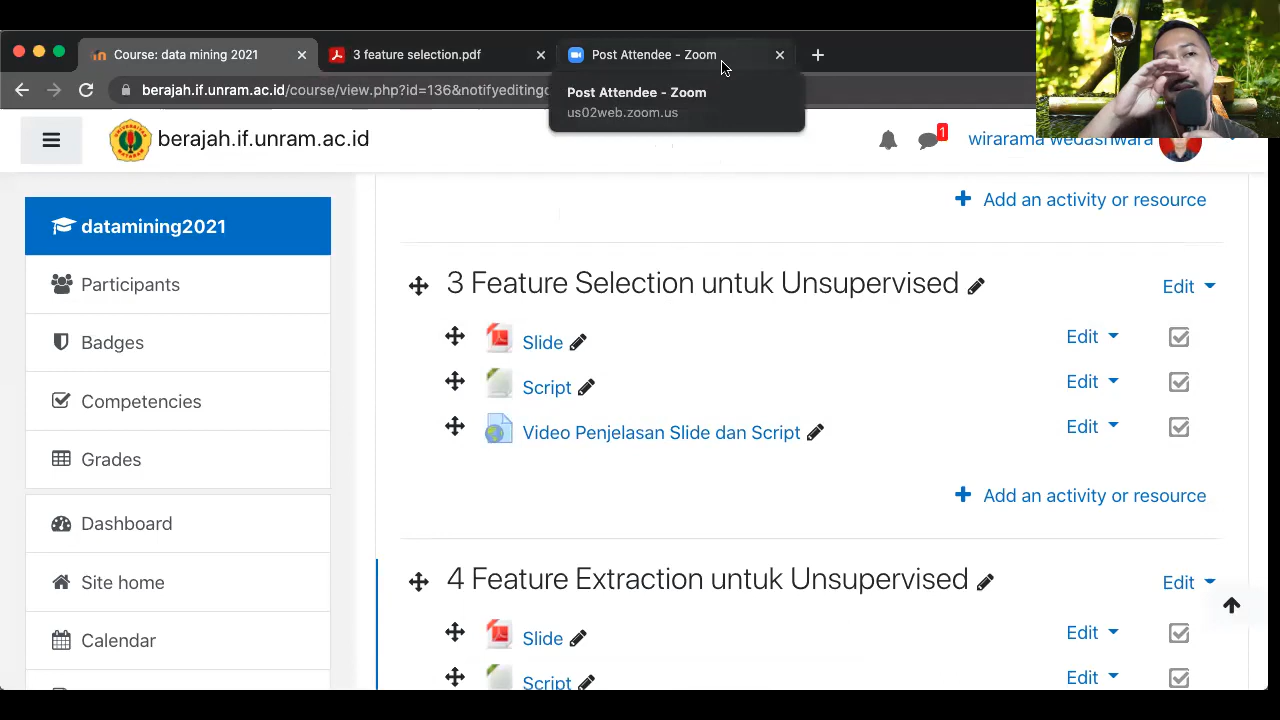 Course: data mining 2021
3 feature selection.pdf
Post Attendee - Zoom
berajah.if.unram.ac.id/course/view.php?id=136&notifyeditingo
Post Attendee - Zoom
us02web.zoom.us
berajah.if.unram.ac.id
1
wirarama wedashwara
datamining2021
Participants
Badges
Competencies
Grades
Dashboard
Site home
Calendar
Add an activity or resource
3 Feature Selection untuk Unsupervised
Edit
Slide
Edit
Script
Edit
Video Penjelasan Slide dan Script
Edit
Add an activity or resource
4 Feature Extraction untuk Unsupervised
Edit
Slide
Edit
Script
Edit